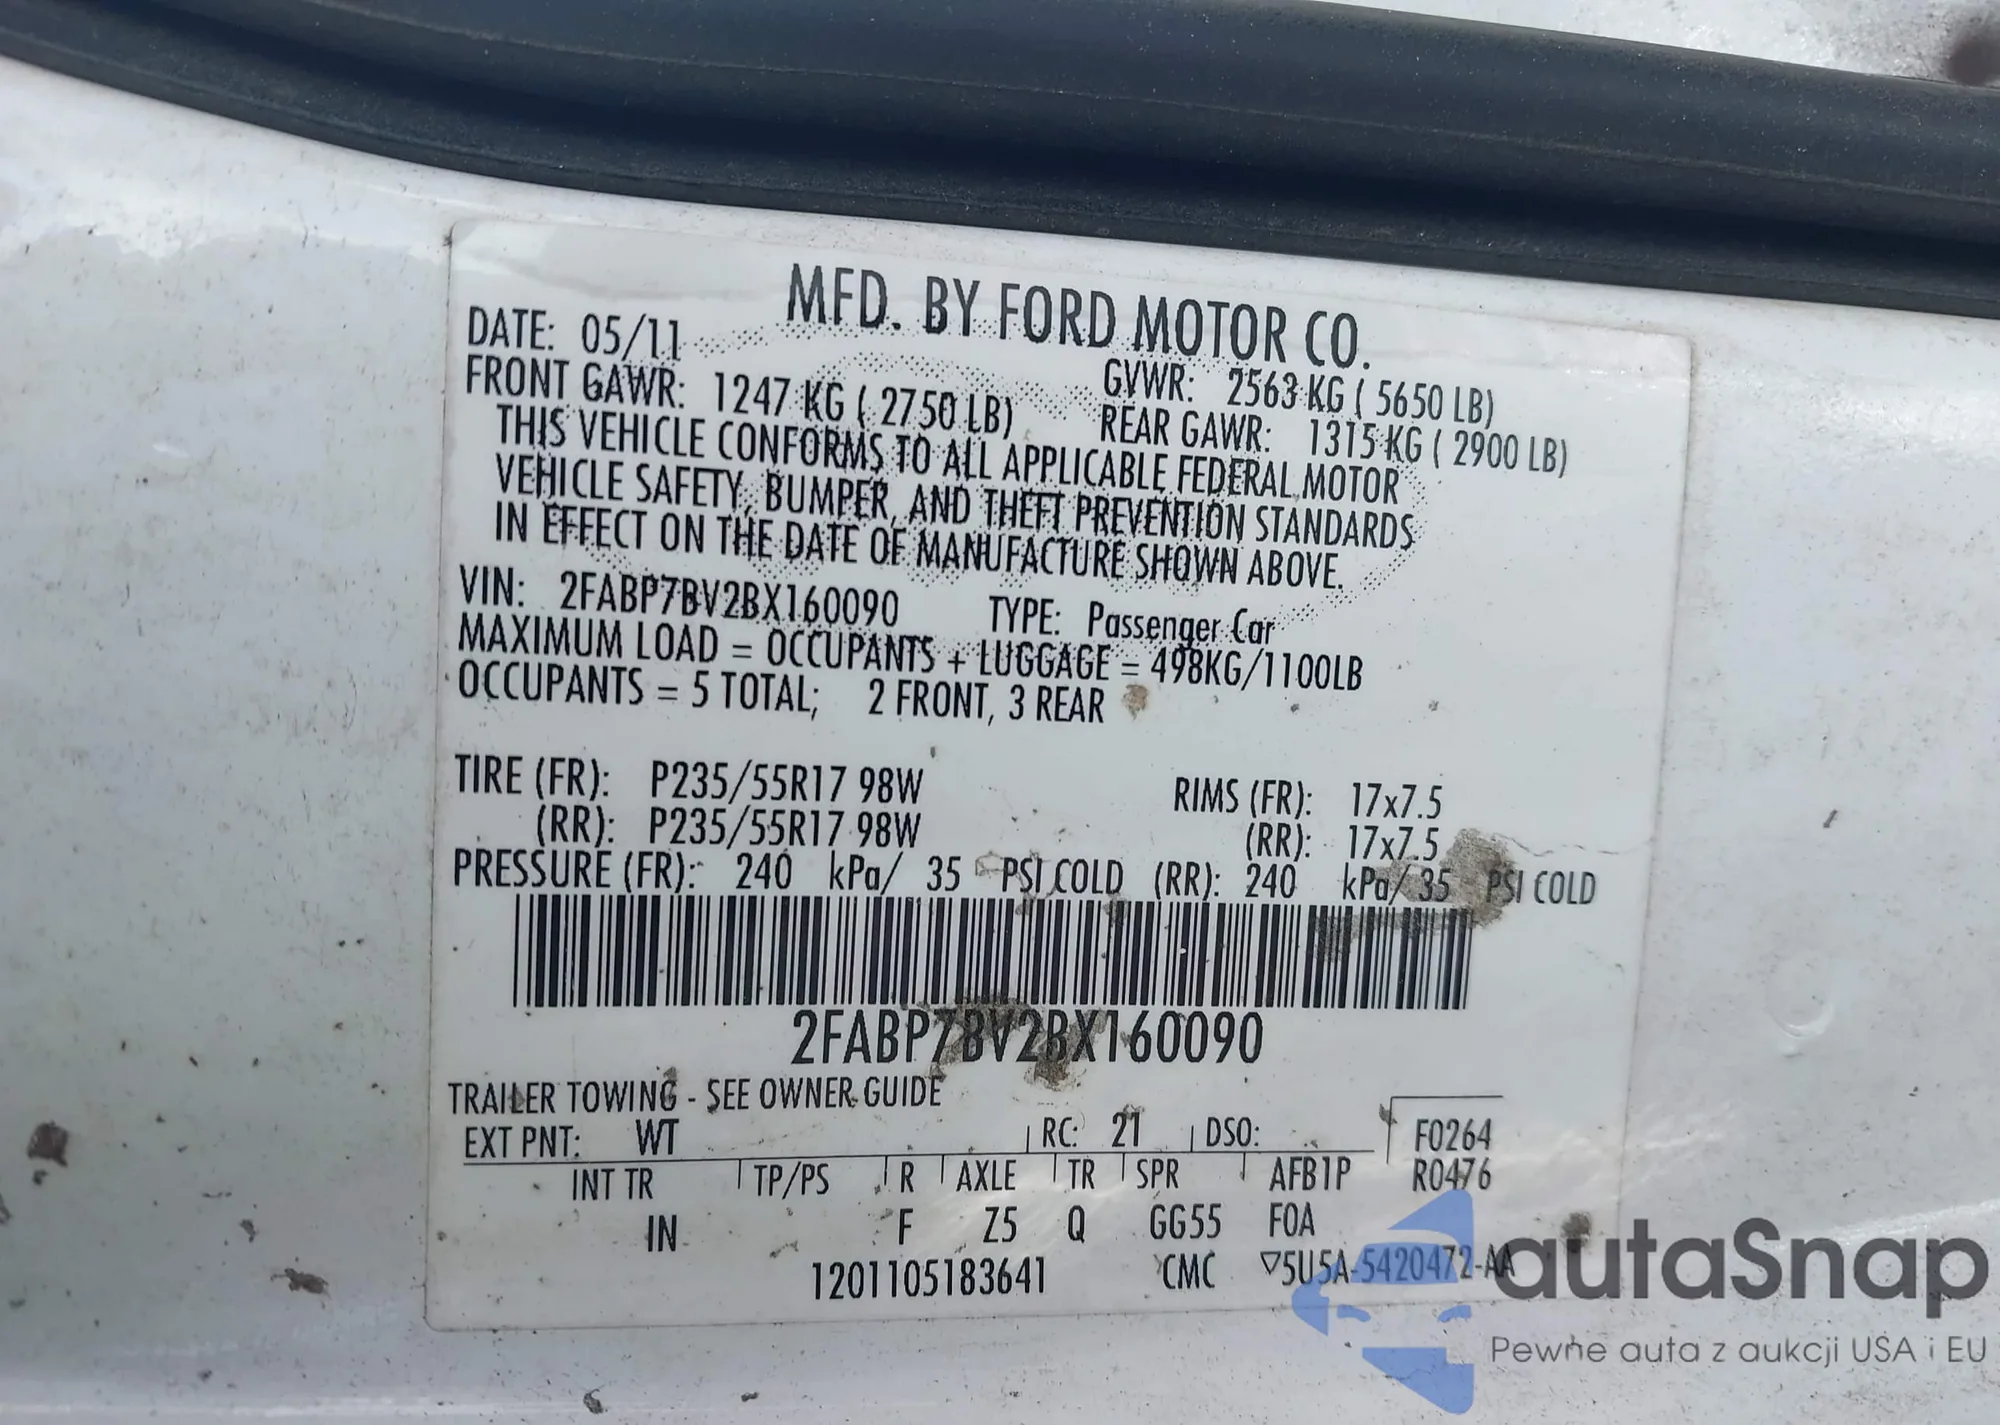 MFD. BY FORD MOTOR CO.
DATE: 05/11
GVWR: 2563 KG ( 5650 LB)
FRONT GAWR: 1247 KG ( 2750 LB)
REAR GAWR: 1315 KG ( 2900 LB)
THIS VEHICLE CONFORMS TO ALL APPLICABLE FEDERAL MOTOR
VEHICLE SAFETY, BUMPER, AND THEFT PREVENTION STANDARDS
IN EFFECT ON THE DATE OF MANUFACTURE SHOWN ABOVE.
VIN: 2FABP7BV2BX160090 TYPE: Passenger Car
MAXIMUM LOAD = OCCUPANTS + LUGGAGE = 498KG/1100LB
OCCUPANTS = 5 TOTAL; 2 FRONT, 3 REAR
TIRE (FR): P235/55R17 98W RIMS (FR): 17x7.5
(RR): P235/55R17 98W (RR): 17x7.5
PRESSURE (FR): 240 kPa/ 35 PSI COLD (RR): 240 kPa/ 35 PSI COLD
2FABP7BV2BX160090
TRAILER TOWING - SEE OWNER GUIDE
EXT PNT: WT RC: 21 DSO: F0264
INT TR TP/PS R AXLE TR SPR AFB1P R0476
IN F Z5 Q GG55 FOA
1201105183641 CMC ▽5U5A-5420472-AA
autaSnap
Pewne auta z aukcji USA i EU